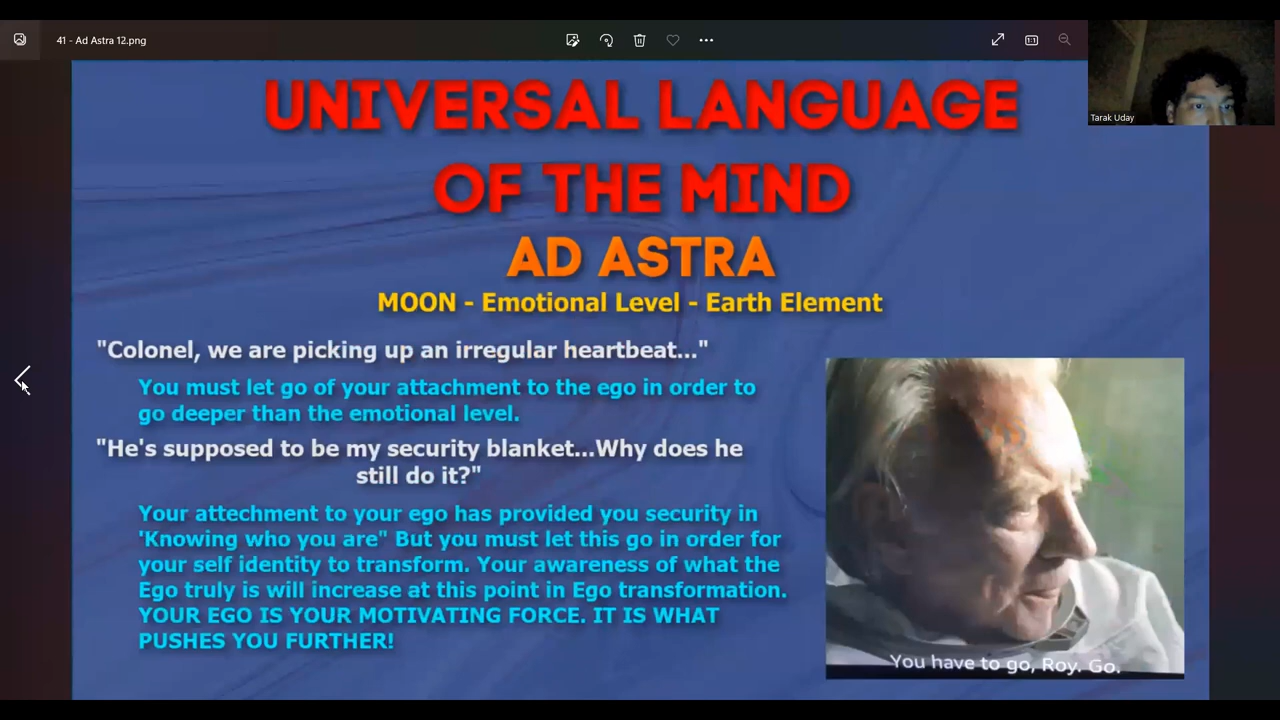 41 - Ad Astra 12.png
1:1
Tarak Uday
UNIVERSAL LANGUAGE
OF THE MIND
AD ASTRA
MOON - Emotional Level - Earth Element
"Colonel, we are picking up an irregular heartbeat..."
You must let go of your attachment to the ego in order to
go deeper than the emotional level.
"He's supposed to be my security blanket...Why does he
still do it?"
Your attechment to your ego has provided you security in
'Knowing who you are" But you must let this go in order for
your self identity to transform. Your awareness of what the
Ego truly is will increase at this point in Ego transformation.
YOUR EGO IS YOUR MOTIVATING FORCE. IT IS WHAT
PUSHES YOU FURTHER!
You have to go, Roy. Go.